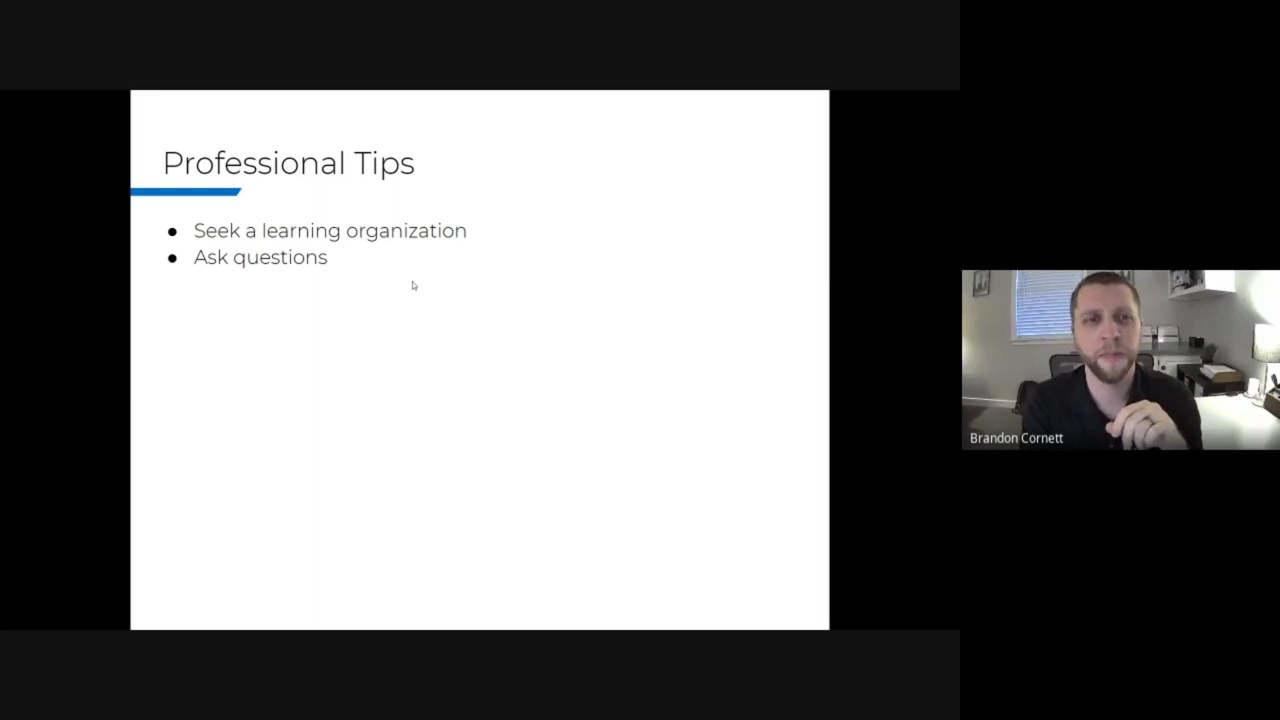 Professional Tips
● Seek a learning organization
● Ask questions
Brandon Cornett